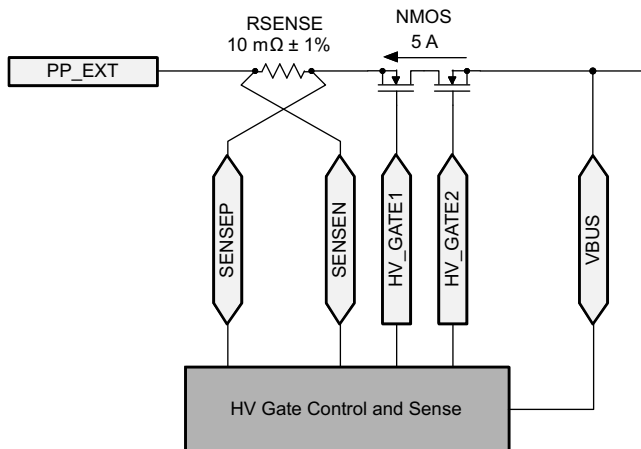 RSENSE
10 mΩ ± 1%
NMOS
5 A
PP_EXT
SENSEP
SENSEN
HV_GATE1
HV_GATE2
VBUS
HV Gate Control and Sense